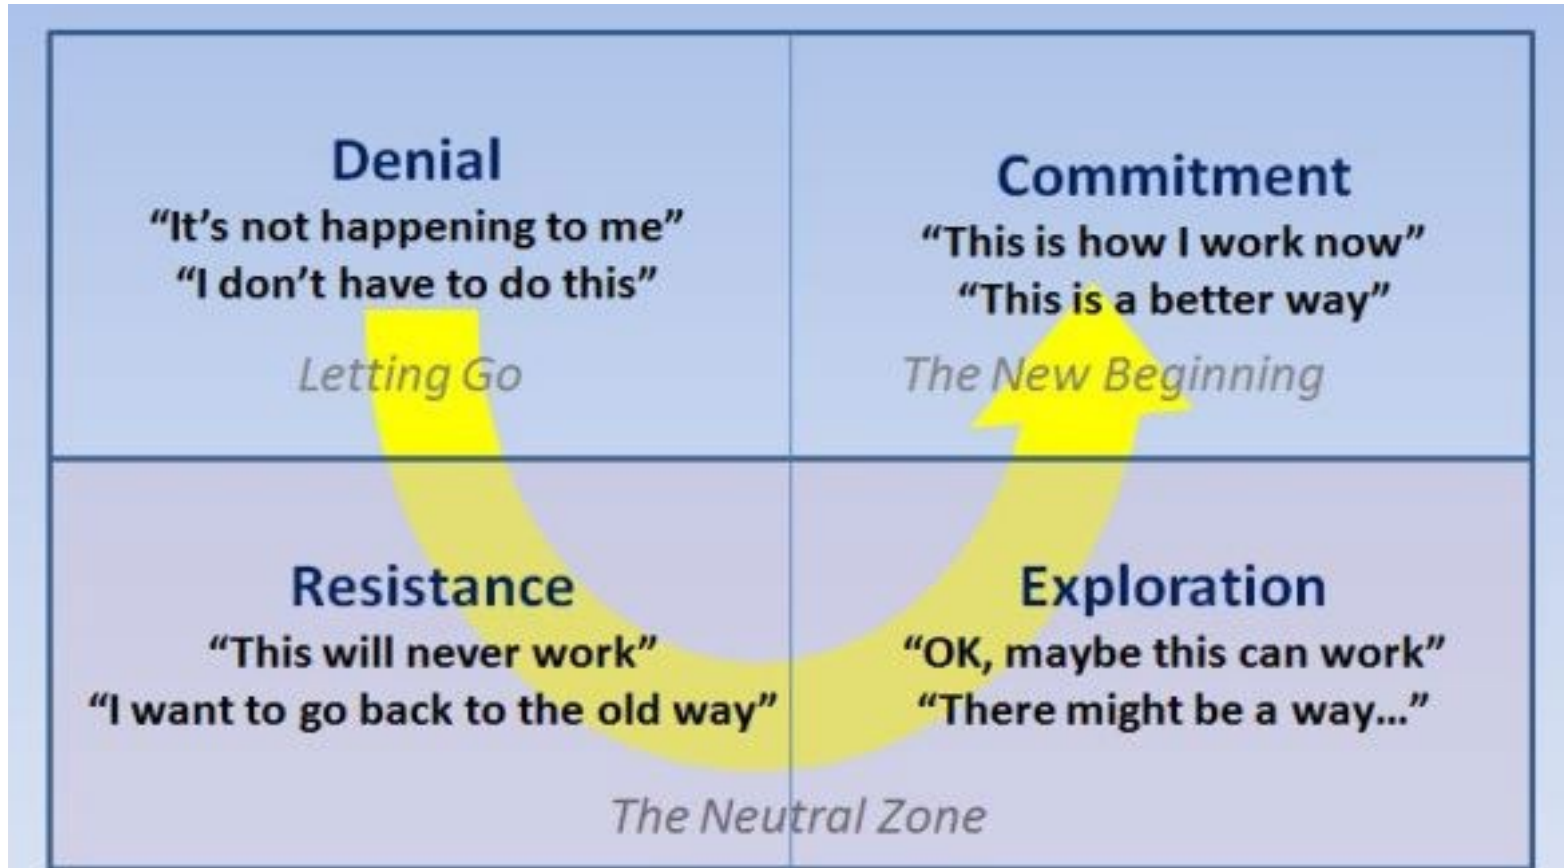 Denial
“It’s not happening to me”
“I don’t have to do this”
Letting Go
Commitment
“This is how I work now”
“This is a better way”
The New Beginning
Resistance
“This will never work”
“I want to go back to the old way”
Exploration
“OK, maybe this can work”
“There might be a way…”
The Neutral Zone